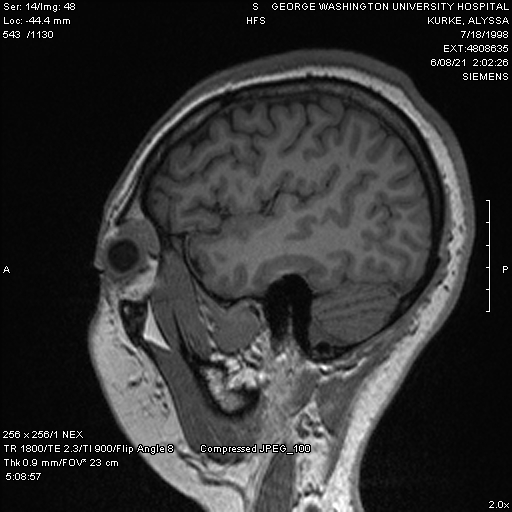 Ser: 14/Img: 48
Loc: -44.4 mm
543 /1130
S GEORGE WASHINGTON UNIVERSITY HOSPITAL
HFS KURKE, ALYSSA
7/18/1998
EXT:4808635
6/08/21 2:02:26
SIEMENS
A
P
256 x 256/1 NEX
TR 1800/TE 2.3/TI 900/Flip Angle 8 Compressed JPEG_100
Thk 0.9 mm/FOV* 23 cm
5:08:57
2.0x